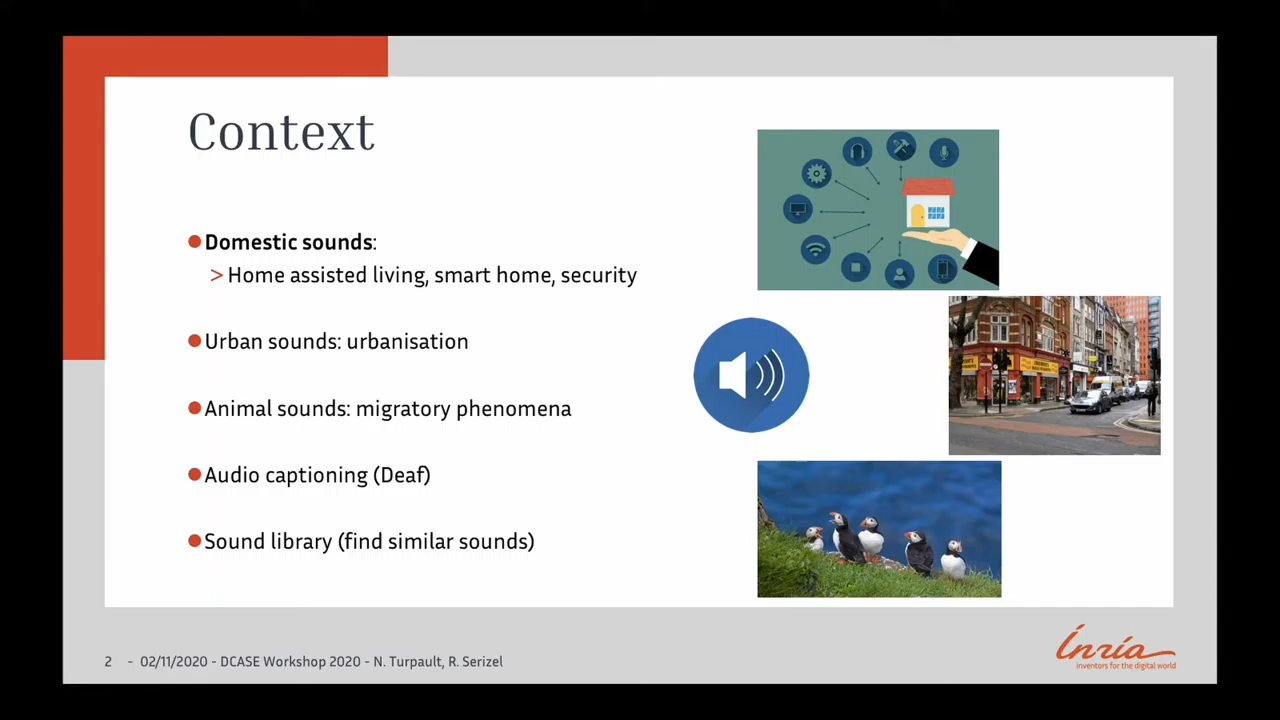 Context
Domestic sounds:
> Home assisted living, smart home, security
Urban sounds: urbanisation
Animal sounds: migratory phenomena
Audio captioning (Deaf)
Sound library (find similar sounds)
2 - 02/11/2020 - DCASE Workshop 2020 - N. Turpault, R. Serizel
Inria
inventors for the digital world